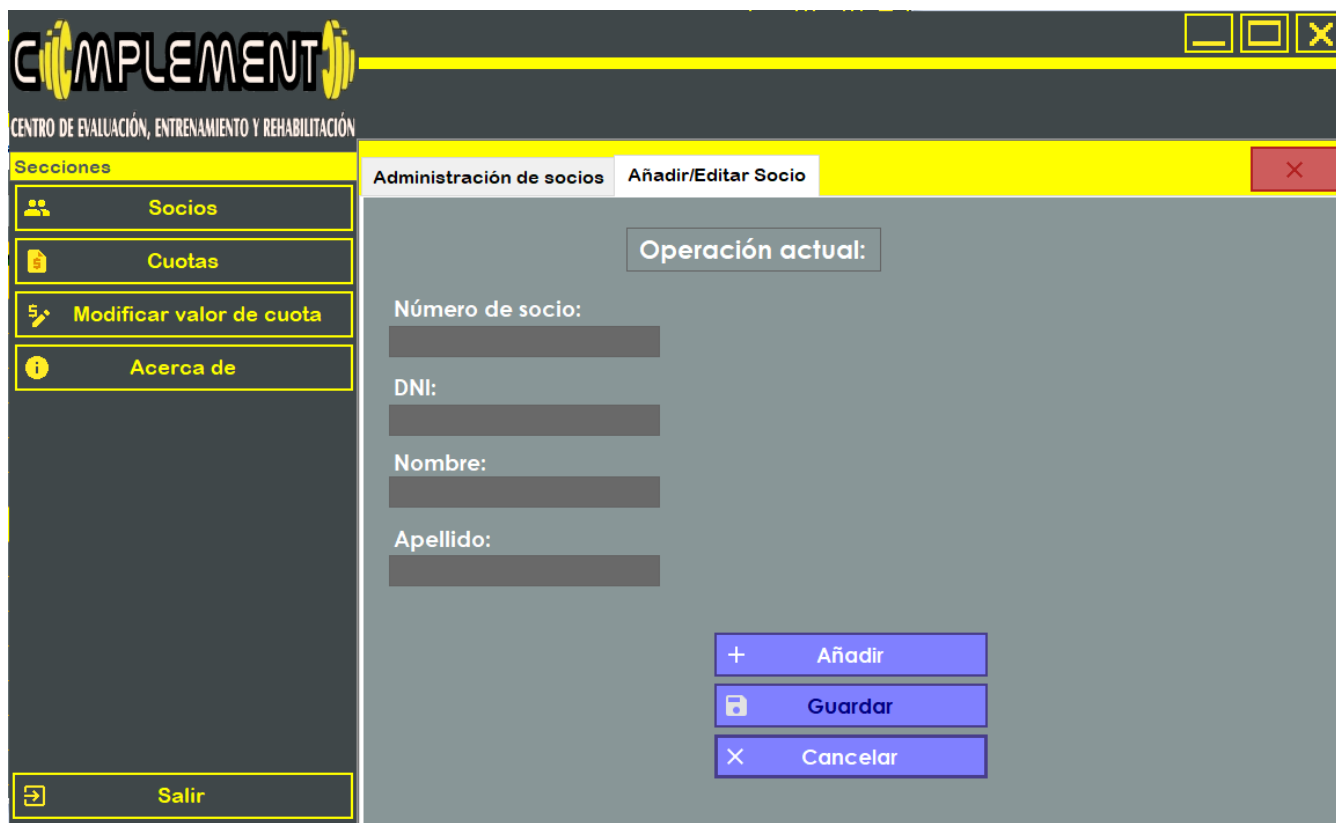 COMPLEMENTO
CENTRO DE EVALUACIÓN, ENTRENAMIENTO Y REHABILITACIÓN
Secciones
Socios
Cuotas
Modificar valor de cuota
Acerca de
Salir
Administración de socios
Añadir/Editar Socio
Operación actual:
Número de socio:
DNI:
Nombre:
Apellido:
Añadir
Guardar
Cancelar